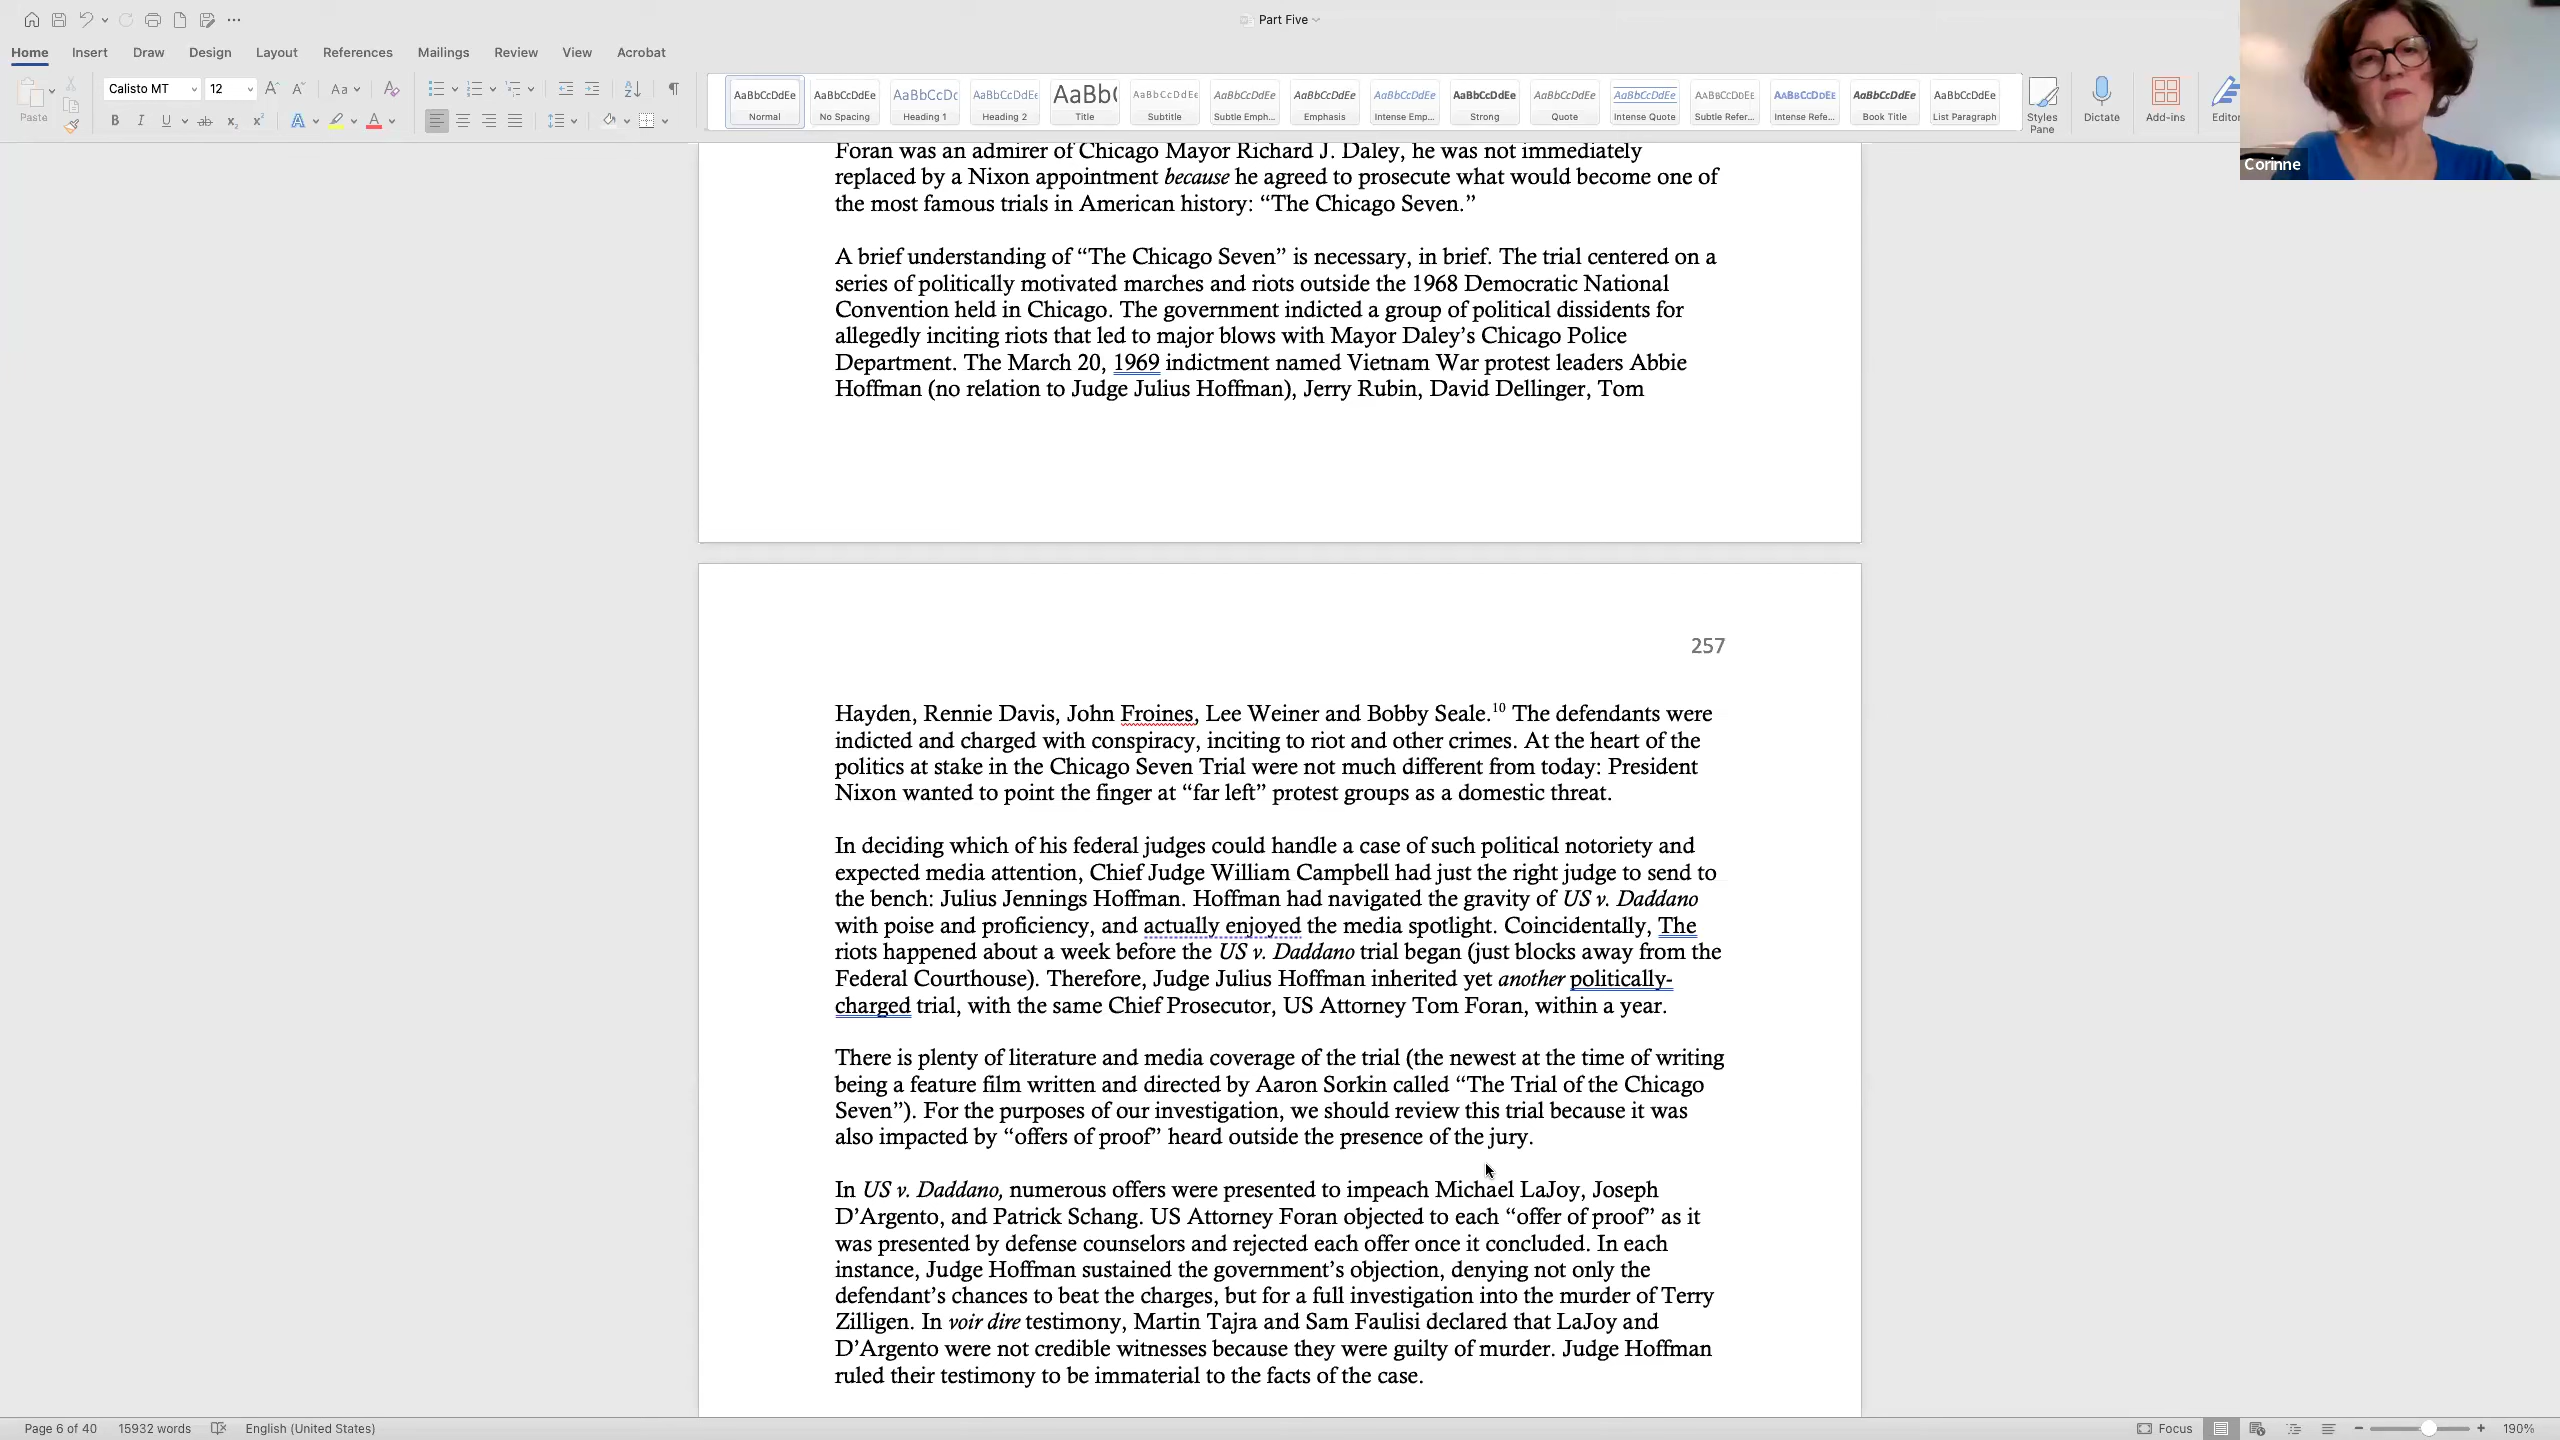 Part Five
Home Insert Draw Design Layout References Mailings Review View Acrobat
Paste
Calisto MT 12
AaBbCcDdEe AaBbCcDdEe AaBbCcDc AaBbCcDdEe AaBb( AaBbCcDdEe AaBbCcDdEe AaBbCcDdEe AaBbCcDdEe AaBbCcDdEe AaBbCcDdEe AaBbCcDdEe AaBbCcDdEe AaBbCcDdEe AaBbCcDdEe AaBbCcDdEe
Normal No Spacing Heading 1 Heading 2 Title Subtitle Subtle Emph... Emphasis Intense Emp... Strong Quote Intense Quote Subtle Refer... Intense Refe... Book Title List Paragraph
Styles Pane
Dictate
Add-ins
Editor
Corinne
Foran was an admirer of Chicago Mayor Richard J. Daley, he was not immediately
replaced by a Nixon appointment because he agreed to prosecute what would become one of
the most famous trials in American history: “The Chicago Seven.”
A brief understanding of “The Chicago Seven” is necessary, in brief. The trial centered on a
series of politically motivated marches and riots outside the 1968 Democratic National
Convention held in Chicago. The government indicted a group of political dissidents for
allegedly inciting riots that led to major blows with Mayor Daley’s Chicago Police
Department. The March 20, 1969 indictment named Vietnam War protest leaders Abbie
Hoffman (no relation to Judge Julius Hoffman), Jerry Rubin, David Dellinger, Tom
257
Hayden, Rennie Davis, John Froines, Lee Weiner and Bobby Seale.10 The defendants were
indicted and charged with conspiracy, inciting to riot and other crimes. At the heart of the
politics at stake in the Chicago Seven Trial were not much different from today: President
Nixon wanted to point the finger at “far left” protest groups as a domestic threat.
In deciding which of his federal judges could handle a case of such political notoriety and
expected media attention, Chief Judge William Campbell had just the right judge to send to
the bench: Julius Jennings Hoffman. Hoffman had navigated the gravity of US v. Daddano
with poise and proficiency, and actually enjoyed the media spotlight. Coincidentally, The
riots happened about a week before the US v. Daddano trial began (just blocks away from the
Federal Courthouse). Therefore, Judge Julius Hoffman inherited yet another politically-
charged trial, with the same Chief Prosecutor, US Attorney Tom Foran, within a year.
There is plenty of literature and media coverage of the trial (the newest at the time of writing
being a feature film written and directed by Aaron Sorkin called “The Trial of the Chicago
Seven”). For the purposes of our investigation, we should review this trial because it was
also impacted by “offers of proof” heard outside the presence of the jury.
In US v. Daddano, numerous offers were presented to impeach Michael LaJoy, Joseph
D’Argento, and Patrick Schang. US Attorney Foran objected to each “offer of proof” as it
was presented by defense counselors and rejected each offer once it concluded. In each
instance, Judge Hoffman sustained the government’s objection, denying not only the
defendant’s chances to beat the charges, but for a full investigation into the murder of Terry
Zilligen. In voir dire testimony, Martin Tajra and Sam Faulisi declared that LaJoy and
D’Argento were not credible witnesses because they were guilty of murder. Judge Hoffman
ruled their testimony to be immaterial to the facts of the case.
Page 6 of 40 15932 words English (United States) Focus 190%